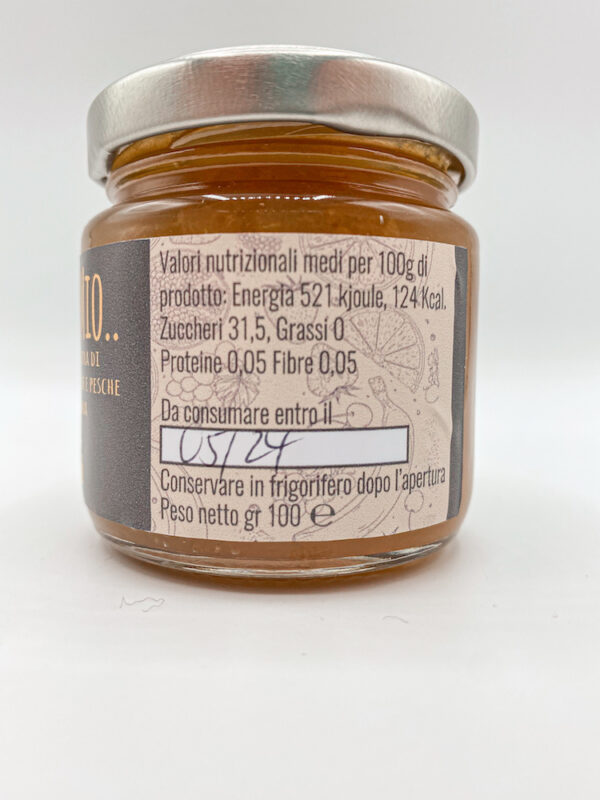 Valori nutrizionali medi per 100g di
prodotto: Energia 521 kjoule, 124 Kcal.
Zuccheri 31,5, Grassi 0
Proteine 0,05 Fibre 0,05
Da consumare entro il
05/24
Conservare in frigorifero dopo l'apertura
Peso netto gr 100 ℮
DI
E PESCHE